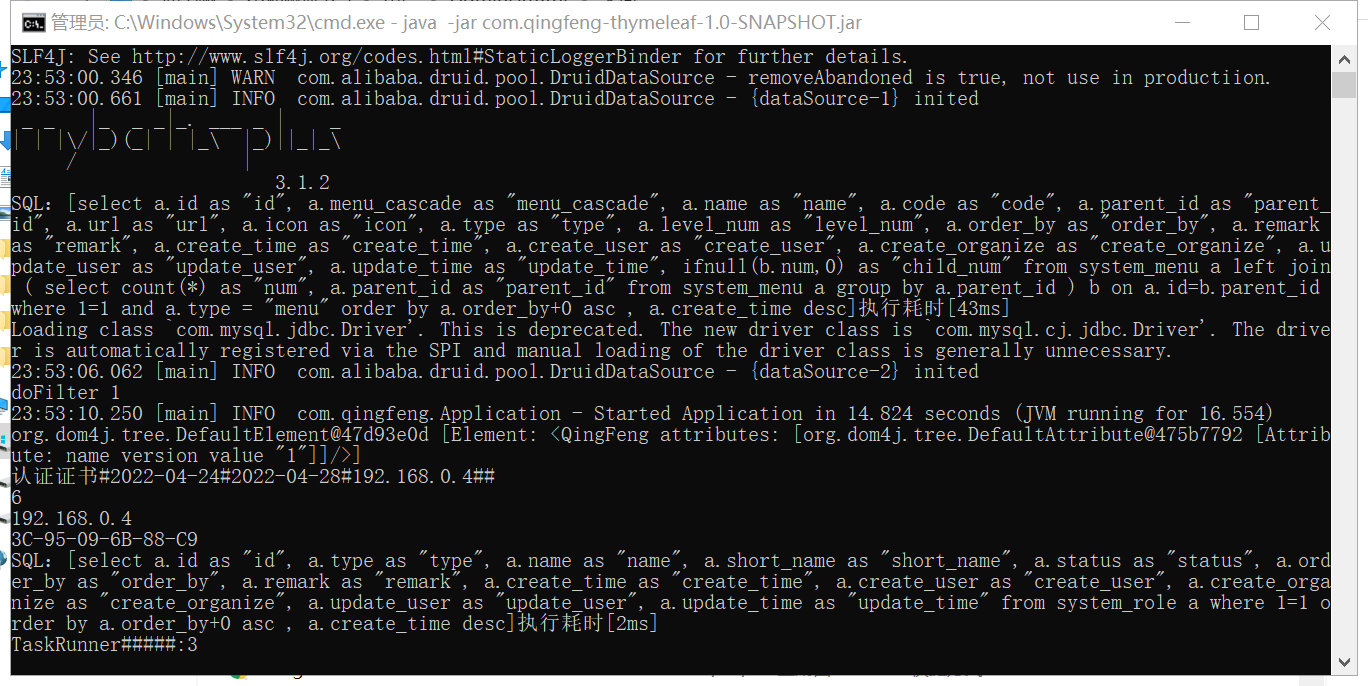 管理员: C:\Windows\System32\cmd.exe - java  -jar com.qingfeng-thymeleaf-1.0-SNAPSHOT.jar
SLF4J: See http://www.slf4j.org/codes.html#StaticLoggerBinder for further details.
23:53:00.346 [main] WARN  com.alibaba.druid.pool.DruidDataSource - removeAbandoned is true, not use in productiion.
23:53:00.661 [main] INFO  com.alibaba.druid.pool.DruidDataSource - {dataSource-1} inited
 _ _   |_  _ _|_. ___ _ |    _
| | |\/|_)(_| | |_\  |_)||_|_\
     /               |
                        3.1.2
SQL: [select a.id as "id", a.menu_cascade as "menu_cascade", a.name as "name", a.code as "code", a.parent_id as "parent_
id", a.url as "url", a.icon as "icon", a.type as "type", a.level_num as "level_num", a.order_by as "order_by", a.remark
as "remark", a.create_time as "create_time", a.create_user as "create_user", a.create_organize as "create_organize", a.u
pdate_user as "update_user", a.update_time as "update_time", ifnull(b.num,0) as "child_num" from system_menu a left join
 ( select count(*) as "num", a.parent_id as "parent_id" from system_menu a group by a.parent_id ) b on a.id=b.parent_id
where 1=1 and a.type = "menu" order by a.order_by+0 asc , a.create_time desc]执行耗时[43ms]
Loading class `com.mysql.jdbc.Driver'. This is deprecated. The new driver class is `com.mysql.cj.jdbc.Driver'. The drive
r is automatically registered via the SPI and manual loading of the driver class is generally unnecessary.
23:53:06.062 [main] INFO  com.alibaba.druid.pool.DruidDataSource - {dataSource-2} inited
doFilter 1
23:53:10.250 [main] INFO  com.qingfeng.Application - Started Application in 14.824 seconds (JVM running for 16.554)
org.dom4j.tree.DefaultElement@47d93e0d [Element: <QingFeng attributes: [org.dom4j.tree.DefaultAttribute@475b7792 [Attrib
ute: name version value "1"]]/>]
认证证书#2022-04-24#2022-04-28#192.168.0.4##
6
192.168.0.4
3C-95-09-6B-88-C9
SQL: [select a.id as "id", a.type as "type", a.name as "name", a.short_name as "short_name", a.status as "status", a.ord
er_by as "order_by", a.remark as "remark", a.create_time as "create_time", a.create_user as "create_user", a.create_orga
nize as "create_organize", a.update_user as "update_user", a.update_time as "update_time" from system_role a where 1=1 o
rder by a.order_by+0 asc , a.create_time desc]执行耗时[2ms]
TaskRunner#####:3